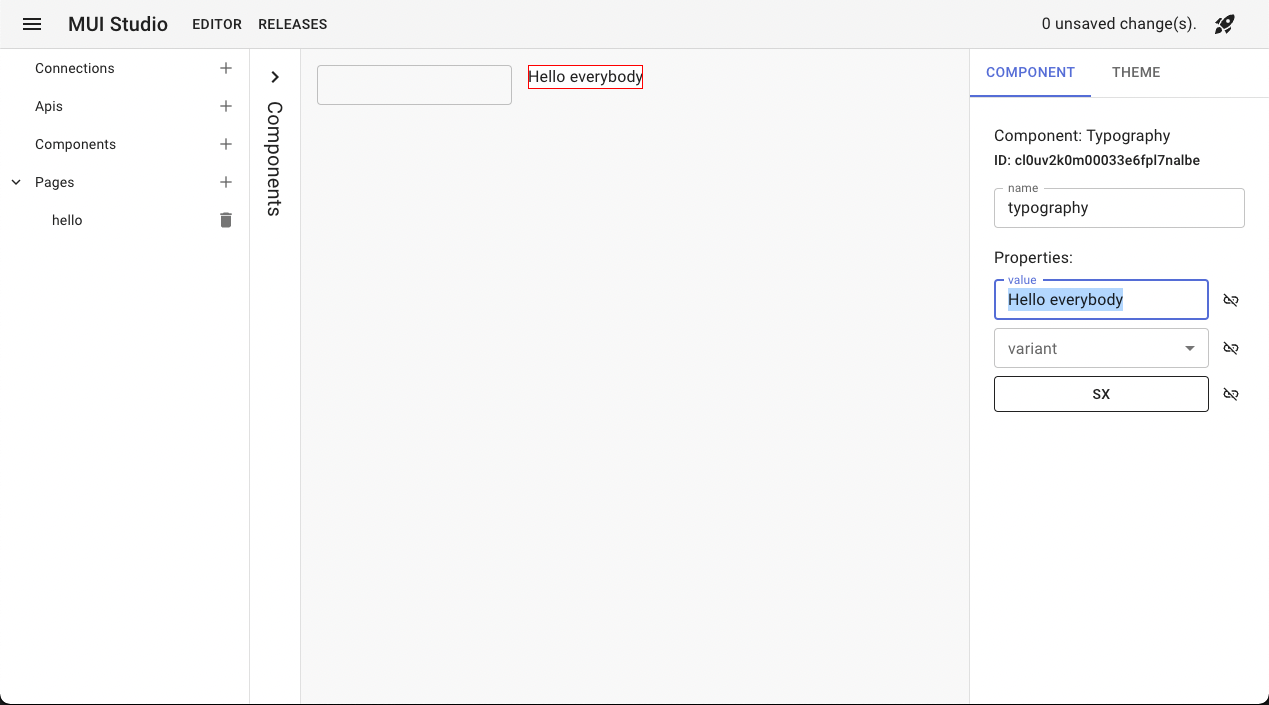 MUI Studio
EDITOR
RELEASES
0 unsaved change(s).
Connections
Apis
Components
Pages
hello
Components
Hello everybody
COMPONENT
THEME
Component: Typography
ID: cl0uv2k0m00033e6fpl7nalbe
name
typography
Properties:
value
Hello everybody
variant
SX